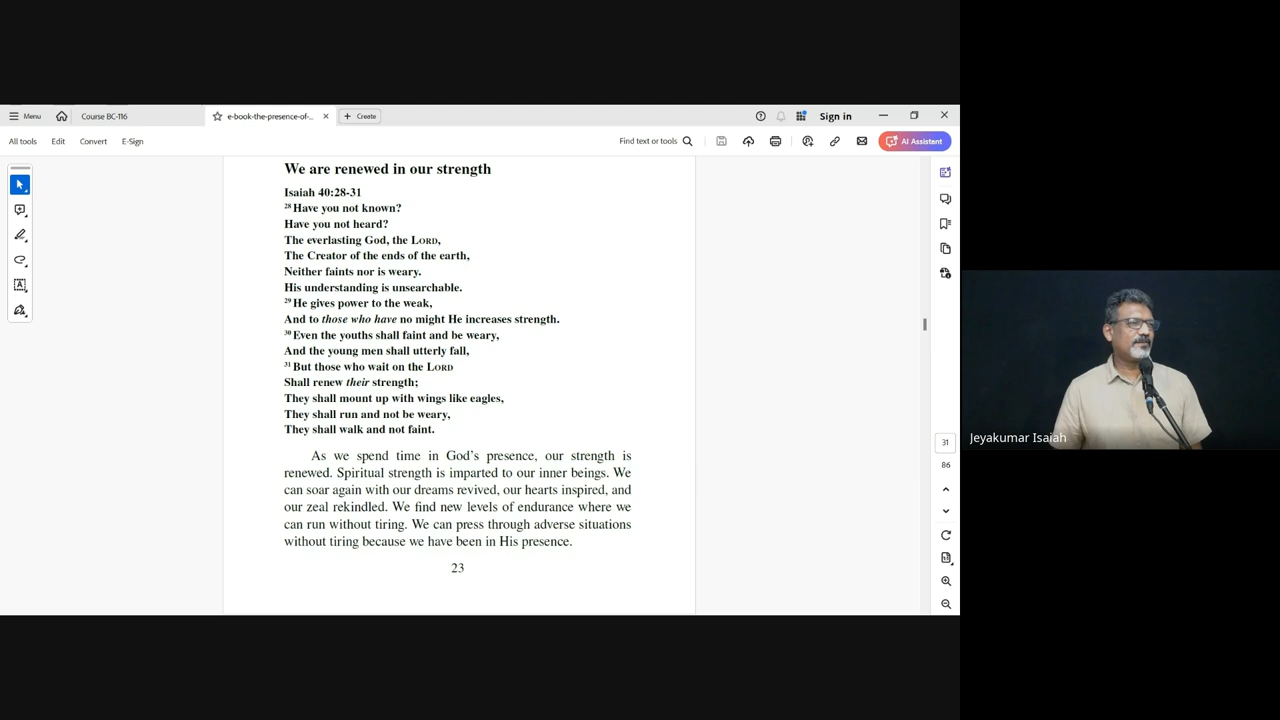 Menu
Course BC-116
e-book-the-presence-of-...
Create
Sign in
All tools
Edit
Convert
E-Sign
Find text or tools
AI Assistant
We are renewed in our strength
Isaiah 40:28-31
28 Have you not known?
Have you not heard?
The everlasting God, the LORD,
The Creator of the ends of the earth,
Neither faints nor is weary.
His understanding is unsearchable.
29 He gives power to the weak,
And to those who have no might He increases strength.
30 Even the youths shall faint and be weary,
And the young men shall utterly fall,
31 But those who wait on the LORD
Shall renew their strength;
They shall mount up with wings like eagles,
They shall run and not be weary,
They shall walk and not faint.
As we spend time in God's presence, our strength is
renewed. Spiritual strength is imparted to our inner beings. We
can soar again with our dreams revived, our hearts inspired, and
our zeal rekindled. We find new levels of endurance where we
can run without tiring. We can press through adverse situations
without tiring because we have been in His presence.
23
31
86
Jeyakumar Isaiah